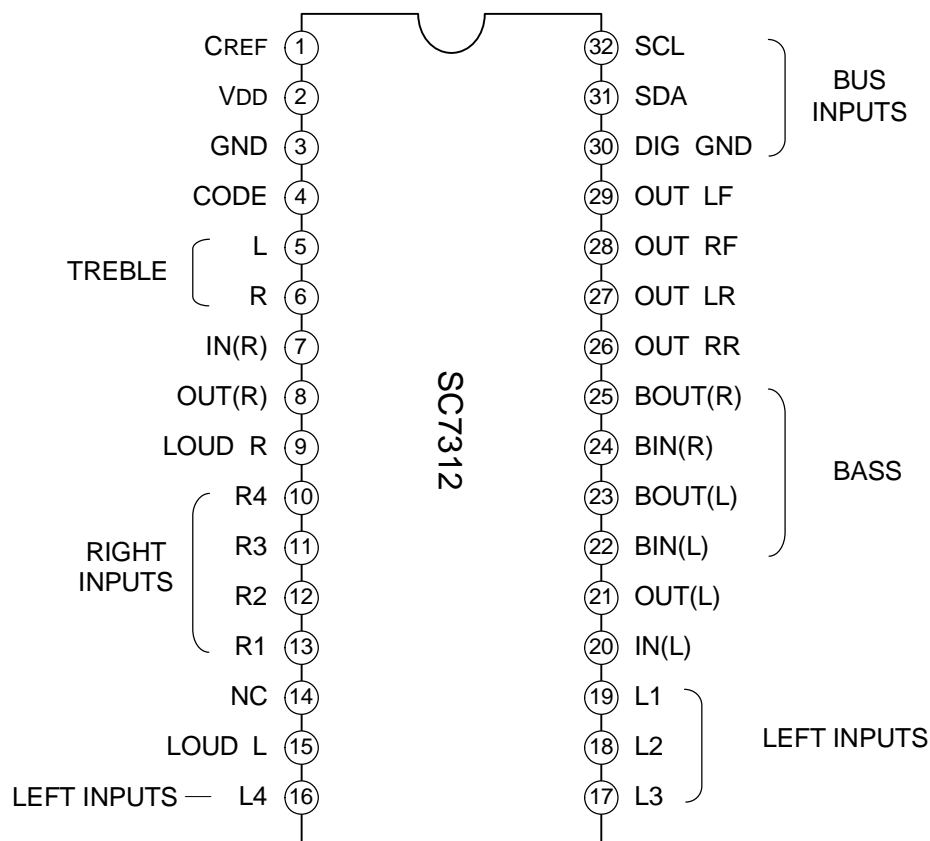 CREF 1
VDD 2
GND 3
CODE 4
TREBLE
L 5
R 6
IN(R) 7
OUT(R) 8
LOUD R 9
RIGHT
INPUTS
R4 10
R3 11
R2 12
R1 13
NC 14
LOUD L 15
LEFT INPUTS L4 16
SC7312
32 SCL
31 SDA
30 DIG GND
BUS
INPUTS
29 OUT LF
28 OUT RF
27 OUT LR
26 OUT RR
25 BOUT(R)
24 BIN(R)
23 BOUT(L)
22 BIN(L)
BASS
21 OUT(L)
20 IN(L)
19 L1
18 L2
17 L3
LEFT INPUTS